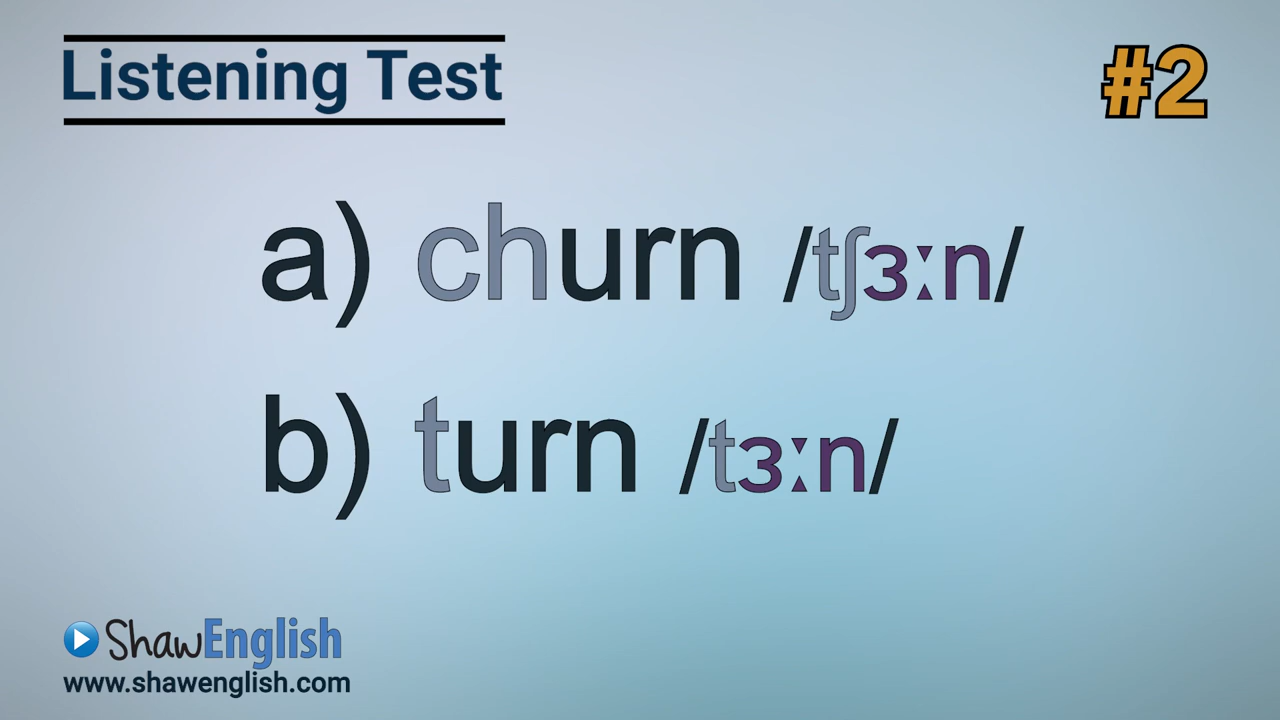 Listening Test
#2
a) churn /tʃɜːn/
b) turn /tɜːn/
ShawEnglish
www.shawenglish.com